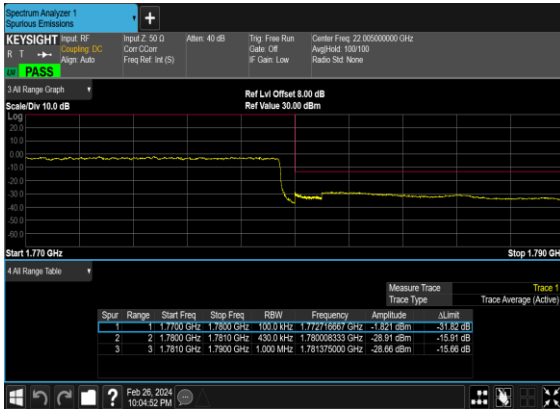 Spectrum Analyzer 1
Spurious Emissions
KEYSIGHT
R T
LXI PASS
Input: RF
Coupling: DC
Align: Auto
Input Z: 50 Ω
Corr CCorr
Freq Ref: Int (S)
Atten: 40 dB
Trig: Free Run
Gate: Off
IF Gain: Low
Center Freq: 22.005000000 GHz
Avg|Hold: 100/100
Radio Std: None
3 All Range Graph
Scale/Div 10.0 dB
Ref Lvl Offset 8.00 dB
Ref Value 30.00 dBm
Log
20.0
10.0
0.00
-10.0
-20.0
-30.0
-40.0
-50.0
-60.0
Start 1.770 GHz
Stop 1.790 GH
4 All Range Table
Measure Trace Trace 1
Trace Type Trace Average (Active)
Spur Range Start Freq Stop Freq RBW Frequency Amplitude ΔLimit
1 1 1.7700 GHz 1.7800 GHz 100.0 kHz 1.772716667 GHz -1.821 dBm -31.82 dB
2 2 1.7800 GHz 1.7810 GHz 430.0 kHz 1.780008333 GHz -28.91 dBm -15.91 dB
3 3 1.7810 GHz 1.7900 GHz 1.000 MHz 1.781375000 GHz -28.66 dBm -15.66 dB
Feb 26, 2024
10:04:52 PM